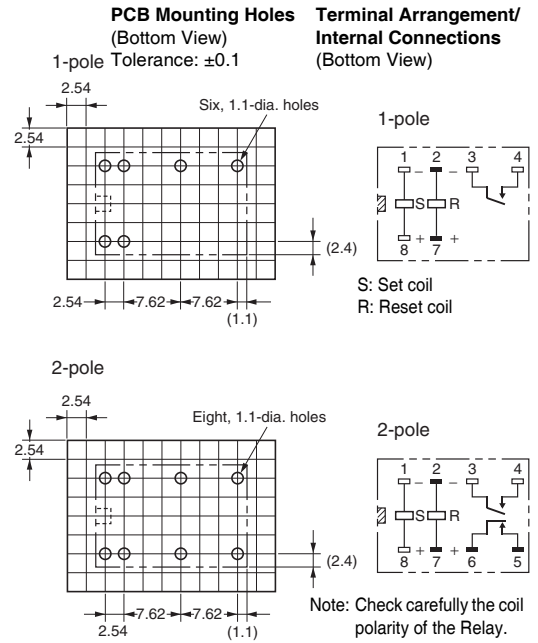 PCB Mounting Holes
(Bottom View)
Tolerance: ±0.1
Terminal Arrangement/
Internal Connections
(Bottom View)
1-pole
2.54
2.54
Six, 1.1-dia. holes
(2.4)
2.54
7.62
7.62
(1.1)
1-pole
1 2 3 4
– –
S R
+ +
8 7
S: Set coil
R: Reset coil
2-pole
2.54
2.54
Eight, 1.1-dia. holes
(2.4)
7.62
7.62
2.54
(1.1)
2-pole
1 2 3 4
– –
S R
+ +
8 7 6 5
Note: Check carefully the coil
polarity of the Relay.